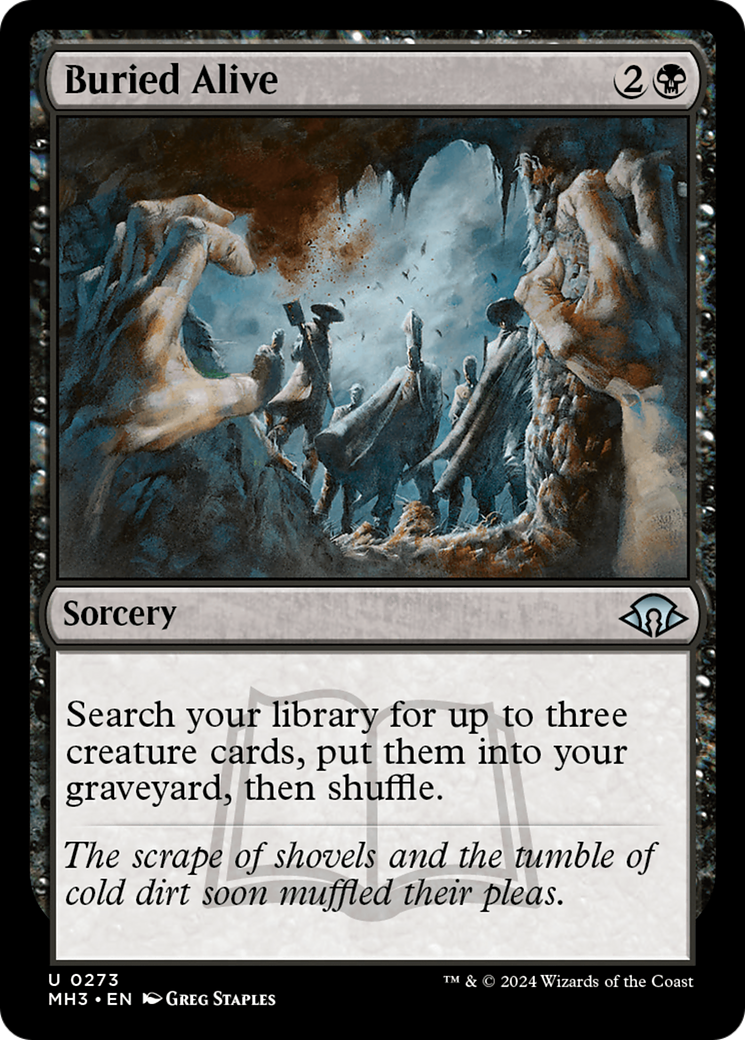 Buried Alive 2
Sorcery
Search your library for up to three
creature cards, put them into your
graveyard, then shuffle.
The scrape of shovels and the tumble of
cold dirt soon muffled their pleas.
U 0273
MH3 • EN Greg Staples
™ & © 2024 Wizards of the Coast